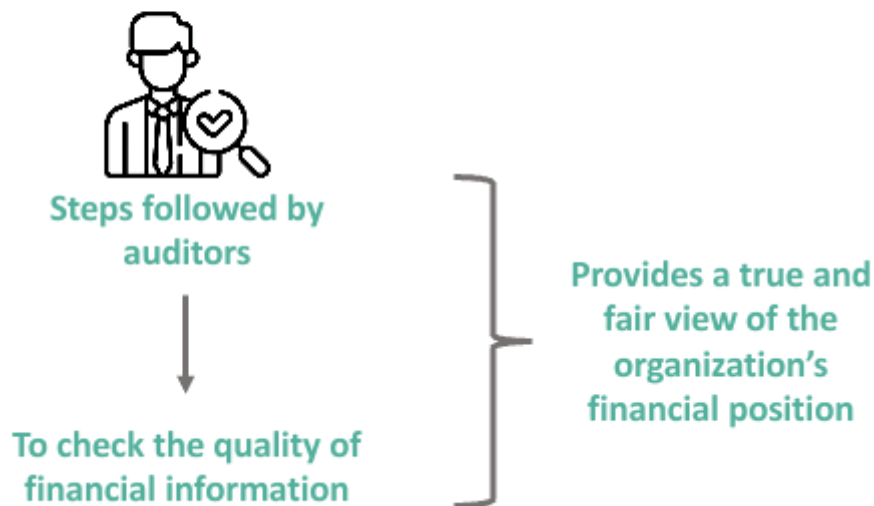 Steps followed by
auditors
To check the quality of
financial information
Provides a true and
fair view of the
organization’s
financial position